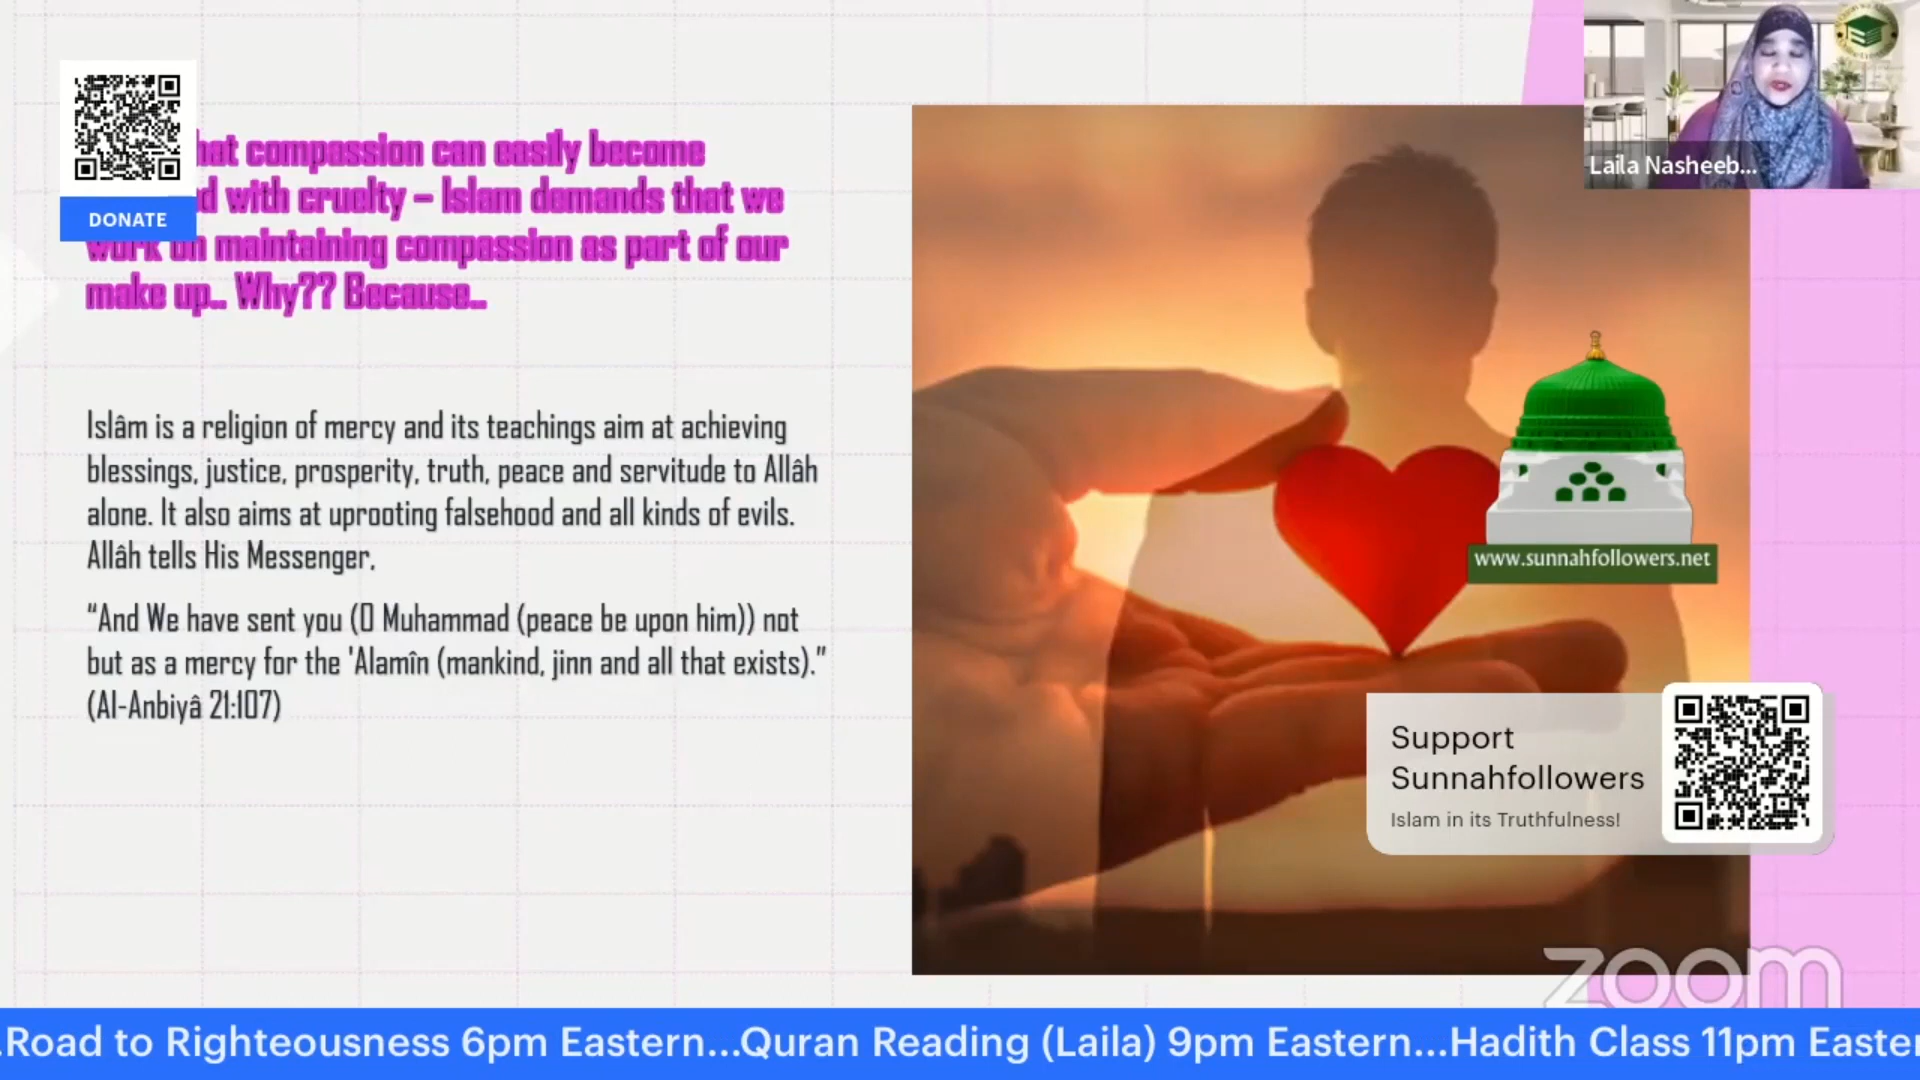 DONATE
hat compassion can easily become
d with cruelty – Islam demands that we
work on maintaining compassion as part of our
make up.. Why?? Because..
Islâm is a religion of mercy and its teachings aim at achieving
blessings, justice, prosperity, truth, peace and servitude to Allâh
alone. It also aims at uprooting falsehood and all kinds of evils.
Allâh tells His Messenger,
“And We have sent you (O Muhammad (peace be upon him)) not
but as a mercy for the 'Alamîn (mankind, jinn and all that exists).”
(Al-Anbiyâ 21:107)
Laila Nasheeb...
www.sunnahfollowers.net
Support
Sunnahfollowers
Islam in its Truthfulness!
zoom
.Road to Righteousness 6pm Eastern...Quran Reading (Laila) 9pm Eastern...Hadith Class 11pm Easter